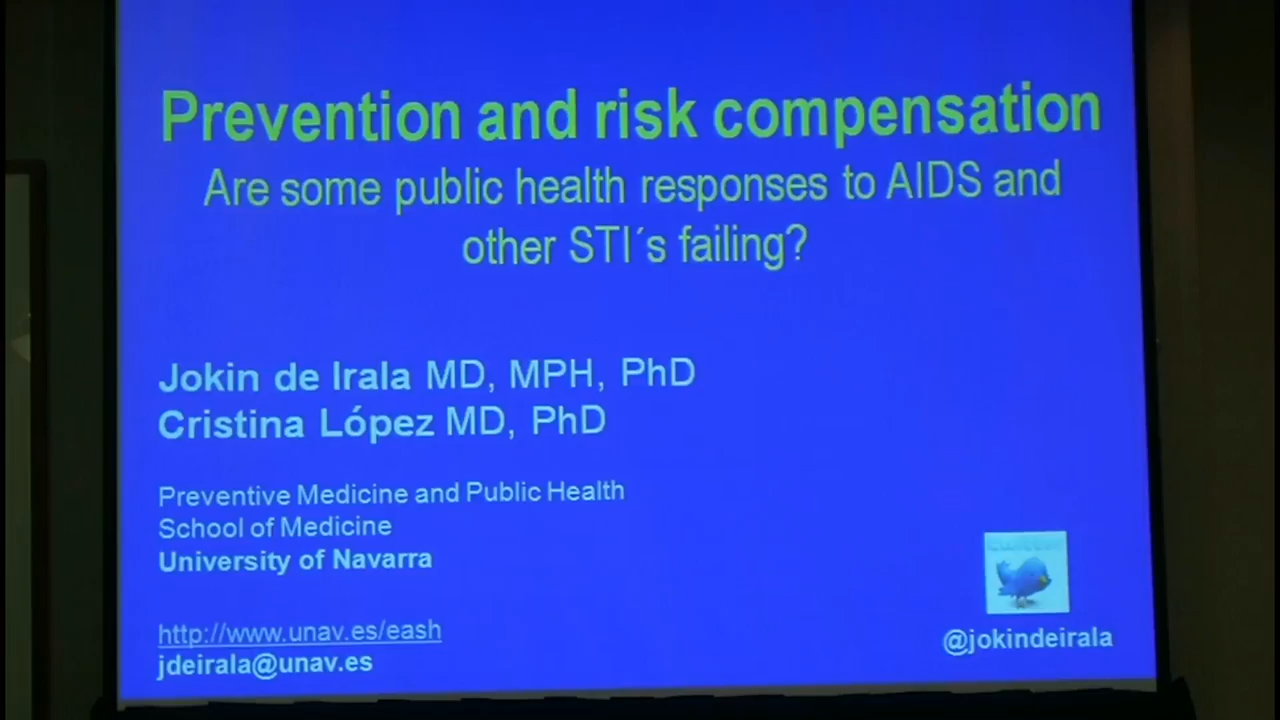 Prevention and risk compensation
Are some public health responses to AIDS and
other STI´s failing?
Jokin de Irala MD, MPH, PhD
Cristina López MD, PhD
Preventive Medicine and Public Health
School of Medicine
University of Navarra
http://www.unav.es/eash
jdeirala@unav.es
@jokindeirala